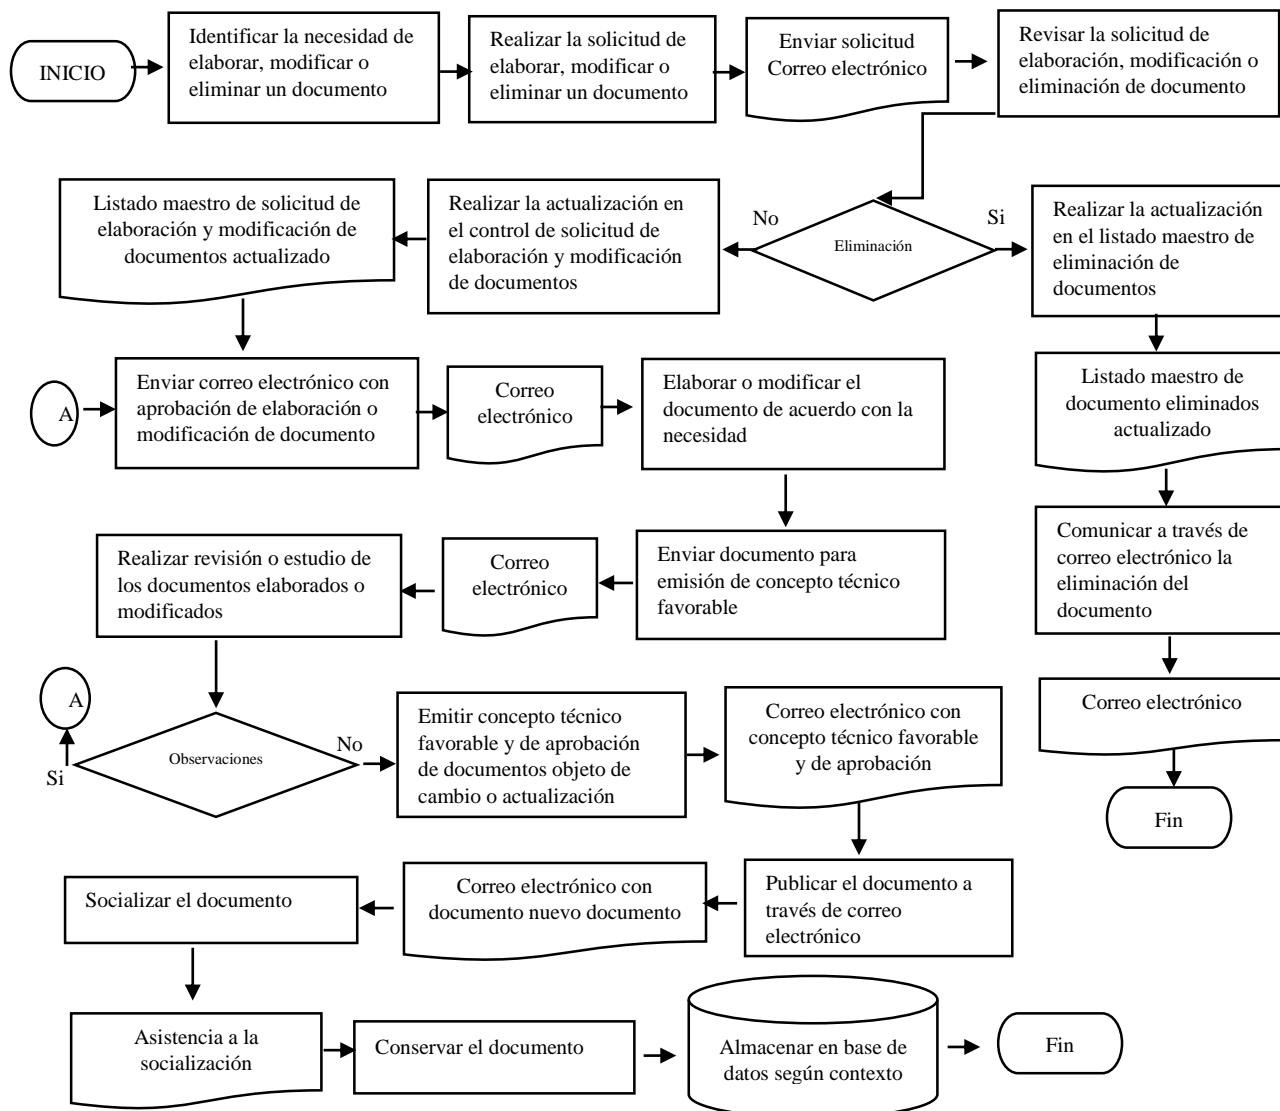 INICIO
Identificar la necesidad de
elaborar, modificar o
eliminar un documento
Realizar la solicitud de
elaborar, modificar o
eliminar un documento
Enviar solicitud
Correo electrónico
Revisar la solicitud de
elaboración, modificación o
eliminación de documento
Listado maestro de solicitud de
elaboración y modificación de
documentos actualizado
Realizar la actualización en
el control de solicitud de
elaboración y modificación
de documentos
No
Eliminación
Si
Realizar la actualización
en el listado maestro de
eliminación de
documentos
A
Enviar correo electrónico con
aprobación de elaboración o
modificación de documento
Correo
electrónico
Elaborar o modificar el
documento de acuerdo con la
necesidad
Listado maestro de
documento eliminados
actualizado
Realizar revisión o estudio de
los documentos elaborados o
modificados
Correo
electrónico
Enviar documento para
emisión de concepto técnico
favorable
Comunicar a través de
correo electrónico la
eliminación del
documento
A
Si
Observaciones
No
Emitir concepto técnico
favorable y de aprobación
de documentos objeto de
cambio o actualización
Correo electrónico con
concepto técnico favorable
y de aprobación
Correo electrónico
Fin
Socializar el documento
Correo electrónico con
documento nuevo documento
Publicar el documento a
través de correo
electrónico
Asistencia a la
socialización
Conservar el documento
Almacenar en base de
datos según contexto
Fin